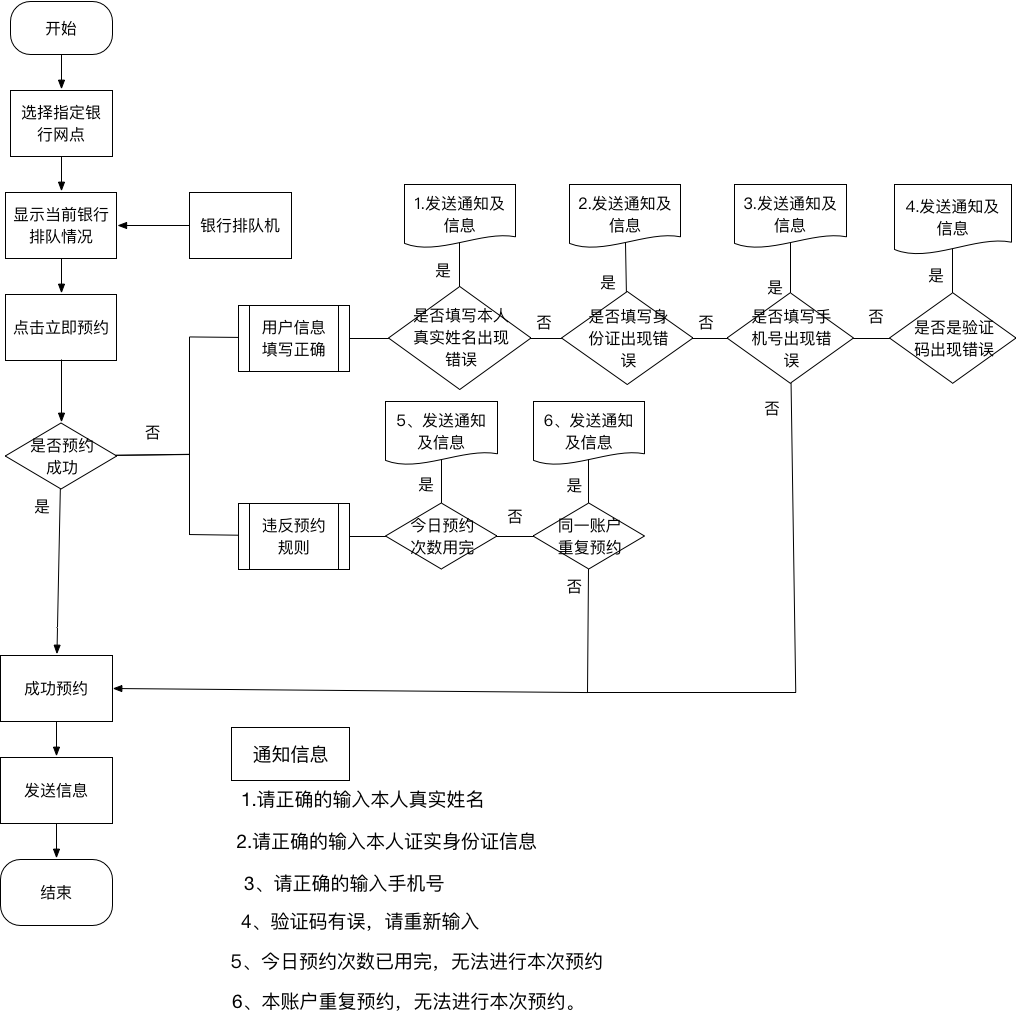 开始
选择指定银
行网点
显示当前银行
排队情况
银行排队机
1.发送通知及
信息
2.发送通知及
信息
3.发送通知及
信息
4.发送通知及
信息
是
是
是
是
点击立即预约
用户信息
填写正确
是否填写本人
真实姓名出现
错误
否
是否填写身
份证出现错
误
否
是否填写手
机号出现错
误
否
是否是验证
码出现错误
否
是否预约
成功
否
是
5、发送通知
及信息
6、发送通知
及信息
是
是
违反预约
规则
今日预约
次数用完
否
同一账户
重复预约
否
成功预约
发送信息
结束
通知信息
1.请正确的输入本人真实姓名
2.请正确的输入本人证实身份证信息
3、请正确的输入手机号
4、验证码有误，请重新输入
5、今日预约次数已用完，无法进行本次预约
6、本账户重复预约，无法进行本次预约。